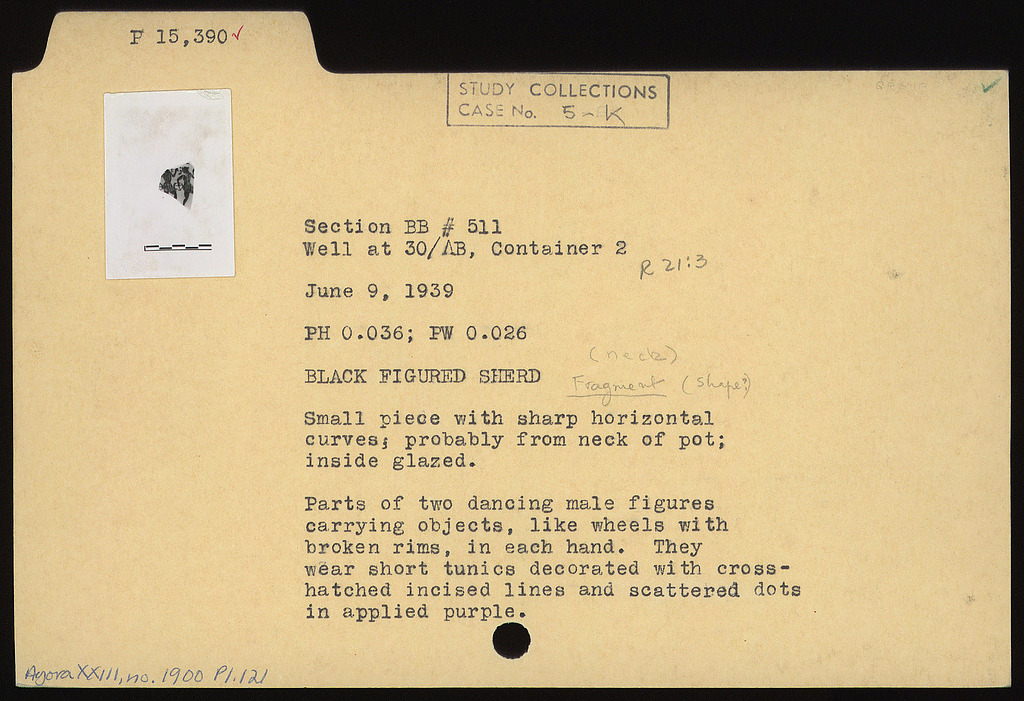 P 15,390✓
STUDY COLLECTIONS
CASE No. 5-K
Section BB # 511
Well at 30/ΛB, Container 2
R 21:3
June 9, 1939
PH 0.036; PW 0.026
(neck)
BLACK FIGURED SHERD Fragment (shape?)
Small piece with sharp horizontal
curves; probably from neck of pot;
inside glazed.
Parts of two dancing male figures
carrying objects, like wheels with
broken rims, in each hand. They
wear short tunics decorated with cross-
hatched incised lines and scattered dots
in applied purple.
Agora XXIII, no. 1900 Pl. 121